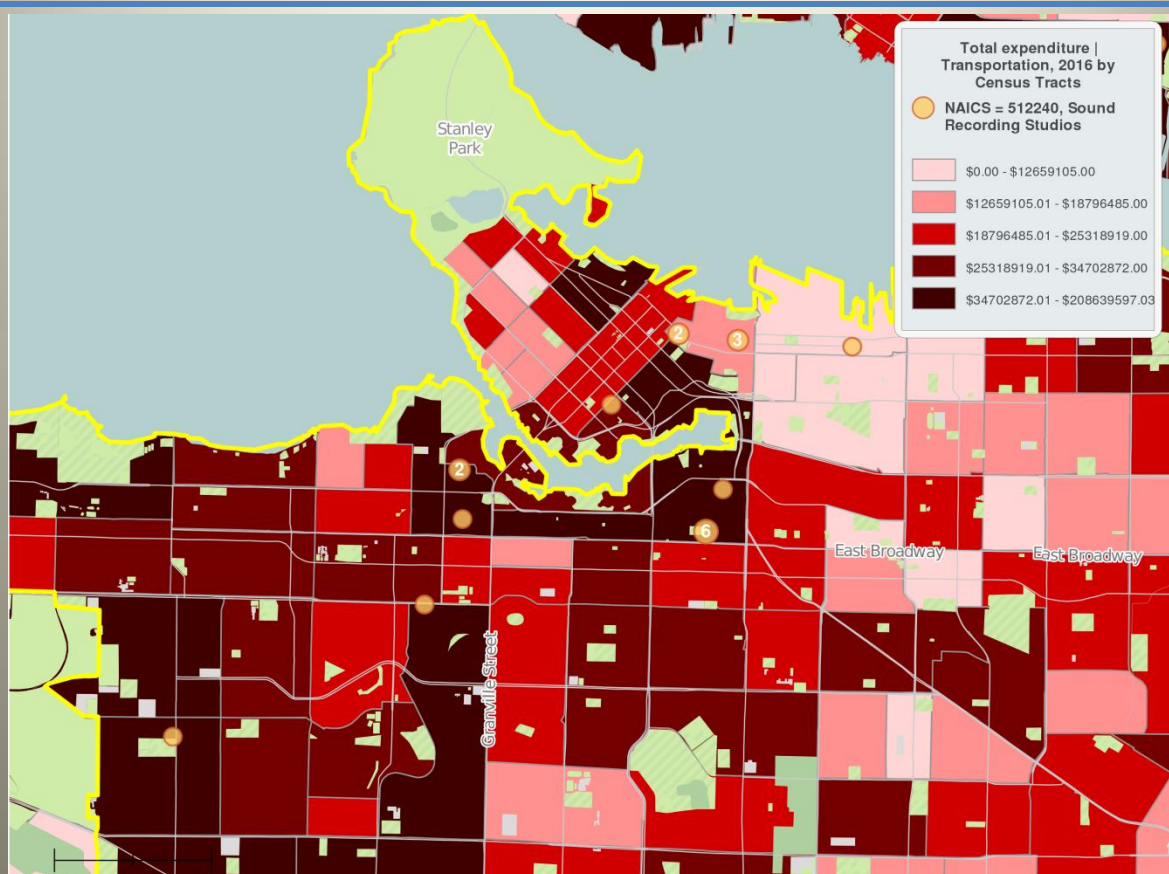 Total expenditure |
Transportation, 2016 by
Census Tracts
NAICS = 512240, Sound
Recording Studios
$0.00 - $12659105.00
$12659105.01 - $18796485.00
$18796485.01 - $25318919.00
$25318919.01 - $34702872.00
$34702872.01 - $208639597.03
Stanley
Park
2
3
2
6
East Broadway
East Broadway
Granville Street